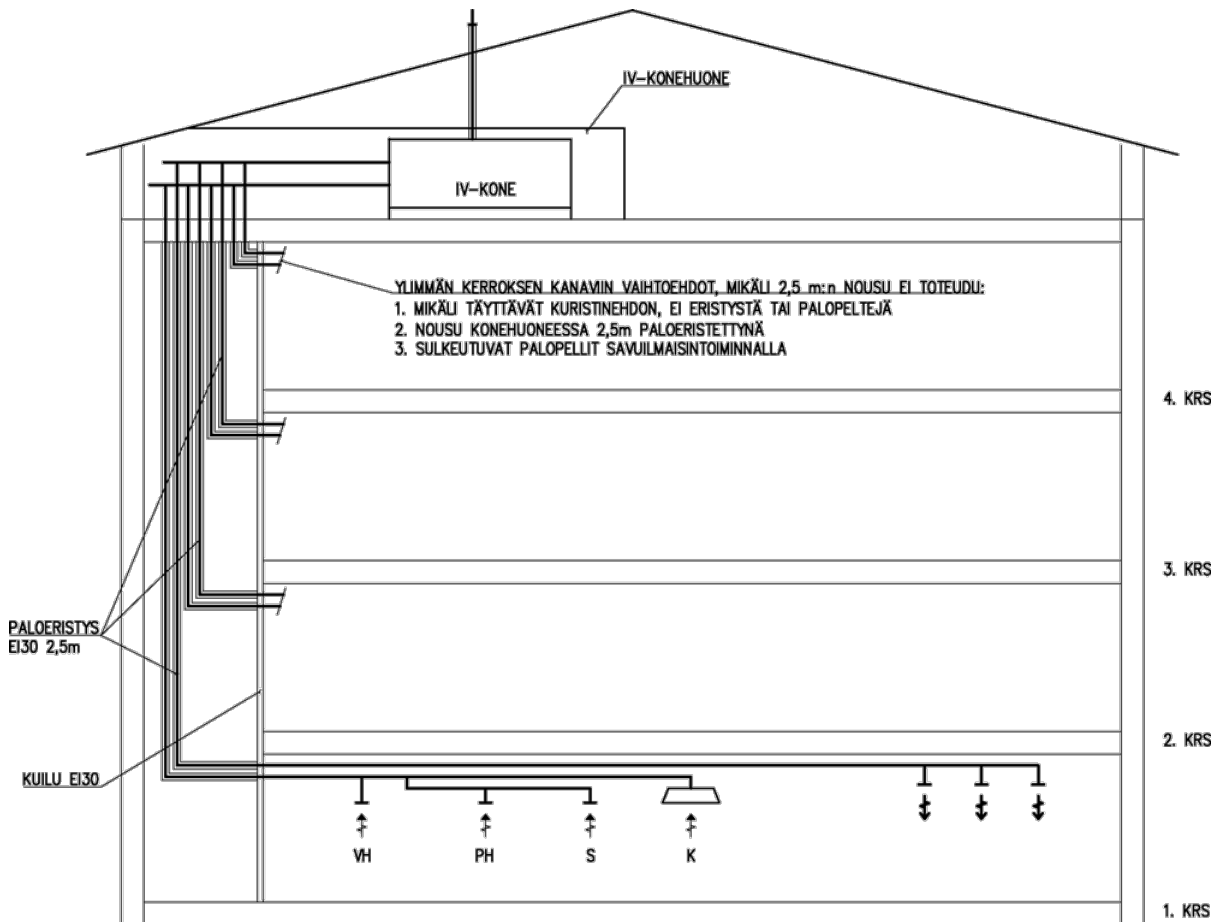 IV-KONEHUONE
IV-KONE
YLIMMÄN KERROKSEN KANAVIIN VAIHTOEHDOT, MIKÄLI 2,5 m:n NOUSU EI TOTEUDU:
1. MIKÄLI TÄYTTÄVÄT KURISTINEHDON, EI ERISTYSTÄ TAI PALOPELTEJÄ
2. NOUSU KONEHUONEESSA 2,5m PALOERISTETTYNÄ
3. SULKEUTUVAT PALOPELLIT SAVUILMAISINTOIMINNALLA
4. KRS
3. KRS
PALOERISTYS
EI30 2,5m
2. KRS
KUILU EI30
VH PH S K
1. KRS